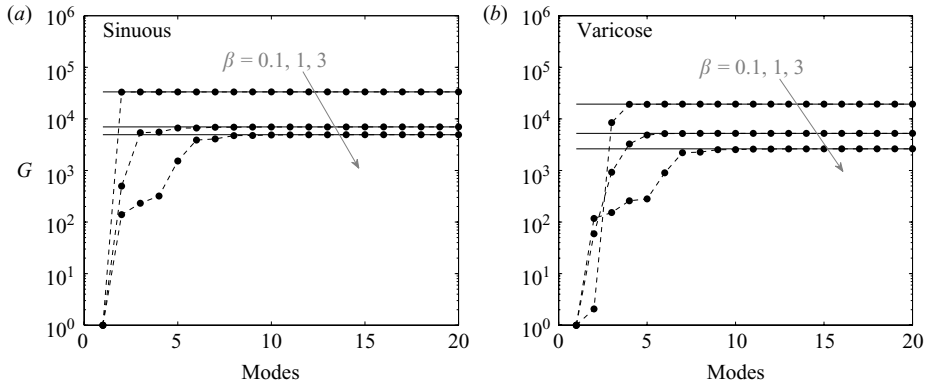 (a)
10^6
10^5
10^4
10^3
10^2
10^1
10^0
G
Sinuous
β = 0.1, 1, 3
0 5 10 15 20
Modes
(b)
10^6
10^5
10^4
10^3
10^2
10^1
10^0
Varicose
β = 0.1, 1, 3
0 5 10 15 20
Modes